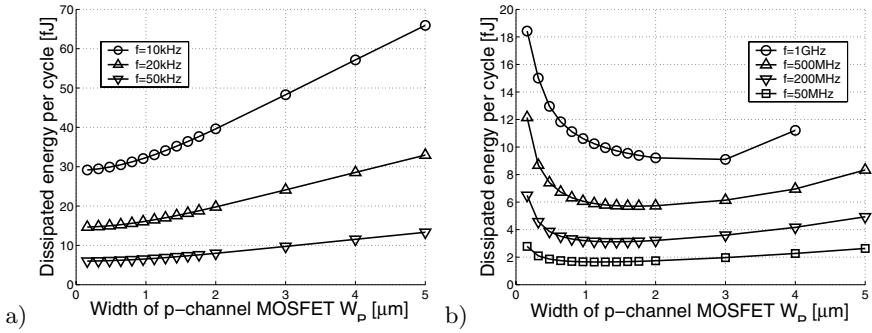 a)
Dissipated energy per cycle [fJ]
70
60
50
40
30
20
10
0
f=10kHz
f=20kHz
f=50kHz
0 1 2 3 4 5
Width of p−channel MOSFET Wp [μm]
b)
Dissipated energy per cycle [fJ]
20
18
16
14
12
10
8
6
4
2
0
f=1GHz
f=500MHz
f=200MHz
f=50MHz
0 1 2 3 4 5
Width of p−channel MOSFET Wp [μm]